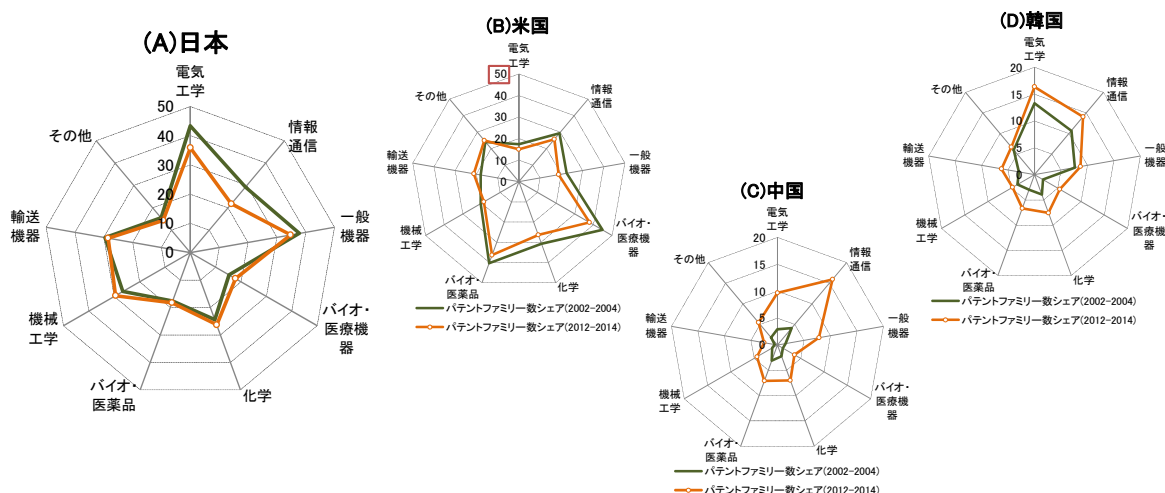 (A)日本
電気
工学
50
40
30
20
10
0
情報
通信
一般
機器
バイオ・
医療機
器
化学
バイオ・
医薬品
機械
工学
輸送
機器
その他
(B)米国
電気
工学
50
40
30
20
10
0
情報
通信
一般
機器
バイオ・
医療機
器
化学
バイオ・
医薬品
機械
工学
輸送
機器
その他
パテントファミリー数シェア(2002-2004)
パテントファミリー数シェア(2012-2014)
(C)中国
電気
工学
20
15
10
5
0
情報
通信
一般
機器
バイオ・
医療機
器
化学
バイオ・
医薬品
機械
工学
輸送
機器
その他
パテントファミリー数シェア(2002-2004)
パテントファミリー数シェア(2012-2014)
(D)韓国
電気
工学
20
15
10
5
0
情報
通信
一般
機器
バイオ・
医療機
器
化学
バイオ・
医薬品
機械
工学
輸送
機器
その他
パテントファミリー数シェア(2002-2004)
パテントファミリー数シェア(2012-2014)